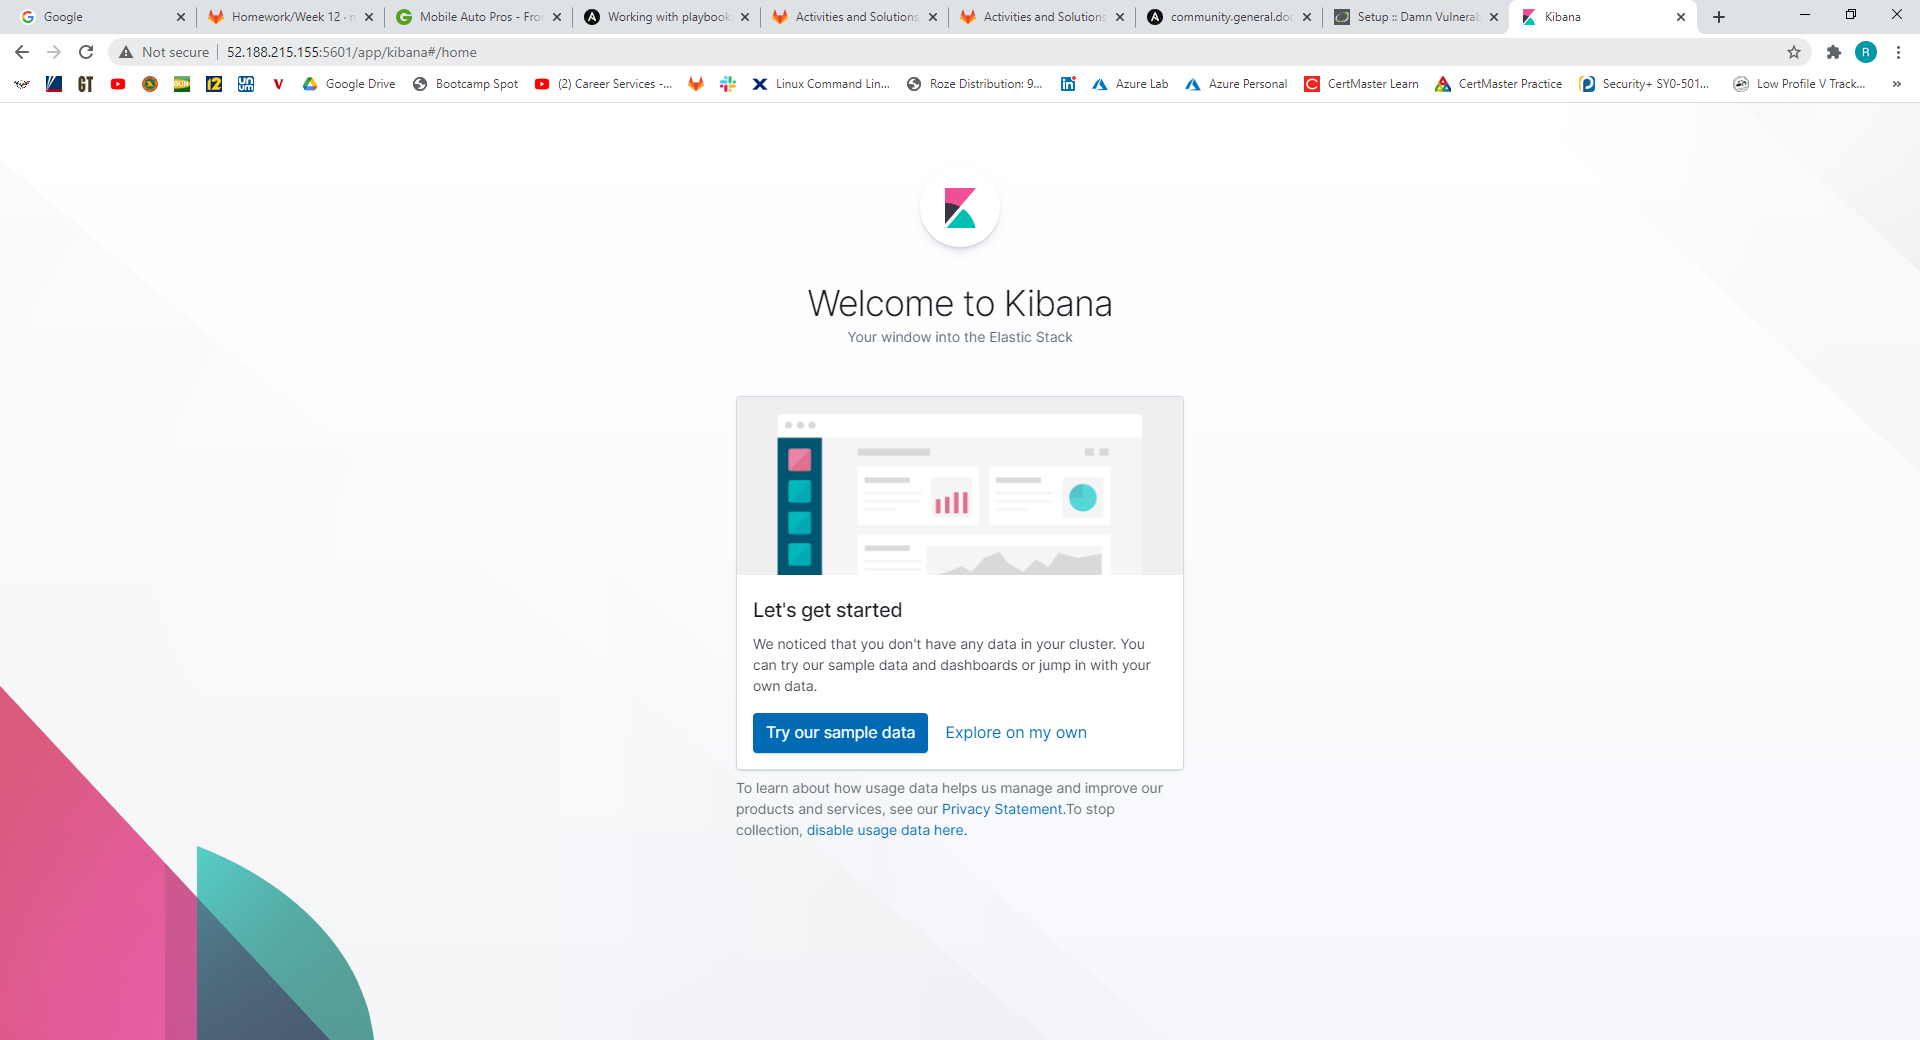 Google
Homework/Week 12 · n
Mobile Auto Pros - Fro
Working with playbook
Activities and Solutions
Activities and Solutions
community.general.doc
Setup :: Damn Vulnerab
Kibana
Not secure
52.188.215.155:5601/app/kibana#/home
R
GT
Google Drive
Bootcamp Spot
(2) Career Services -...
Linux Command Lin...
Roze Distribution: 9...
Azure Lab
Azure Personal
CertMaster Learn
CertMaster Practice
Security+ SY0-501...
Low Profile V Track...
»
Welcome to Kibana
Your window into the Elastic Stack
Let's get started
We noticed that you don't have any data in your cluster. You
can try our sample data and dashboards or jump in with your
own data.
Try our sample data
Explore on my own
To learn about how usage data helps us manage and improve our
products and services, see our Privacy Statement.To stop
collection, disable usage data here.